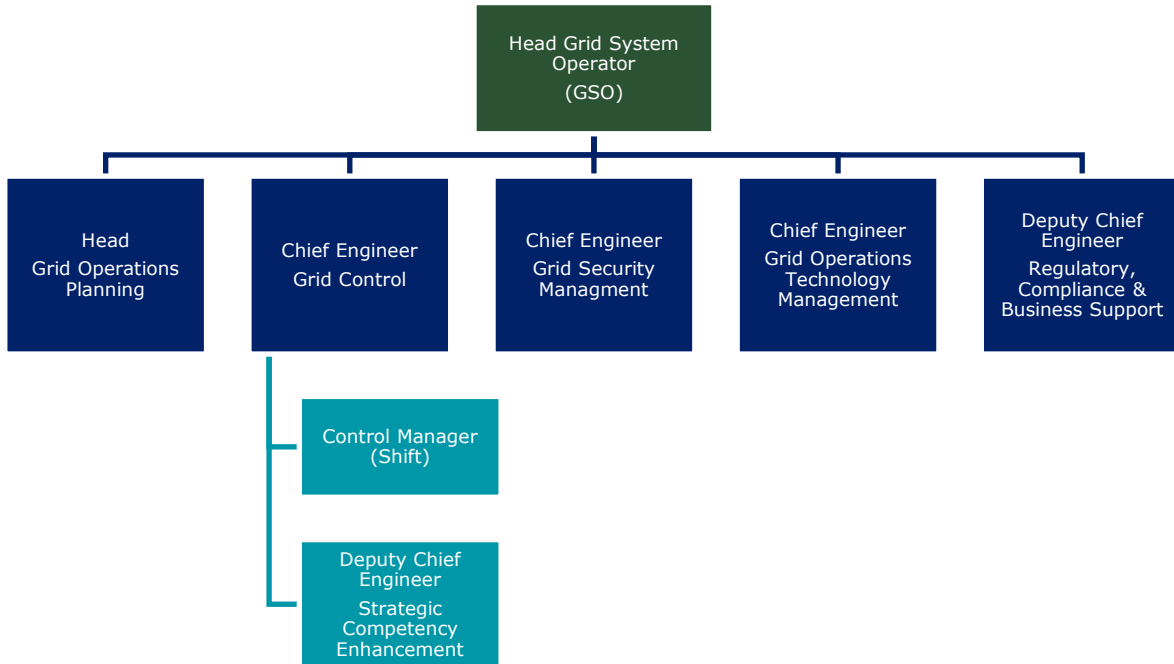 Head Grid System
Operator
(GSO)
Head
Grid Operations
Planning
Chief Engineer
Grid Control
Chief Engineer
Grid Security
Managment
Chief Engineer
Grid Operations
Technology
Management
Deputy Chief
Engineer
Regulatory,
Compliance &
Business Support
Control Manager
(Shift)
Deputy Chief
Engineer
Strategic
Competency
Enhancement